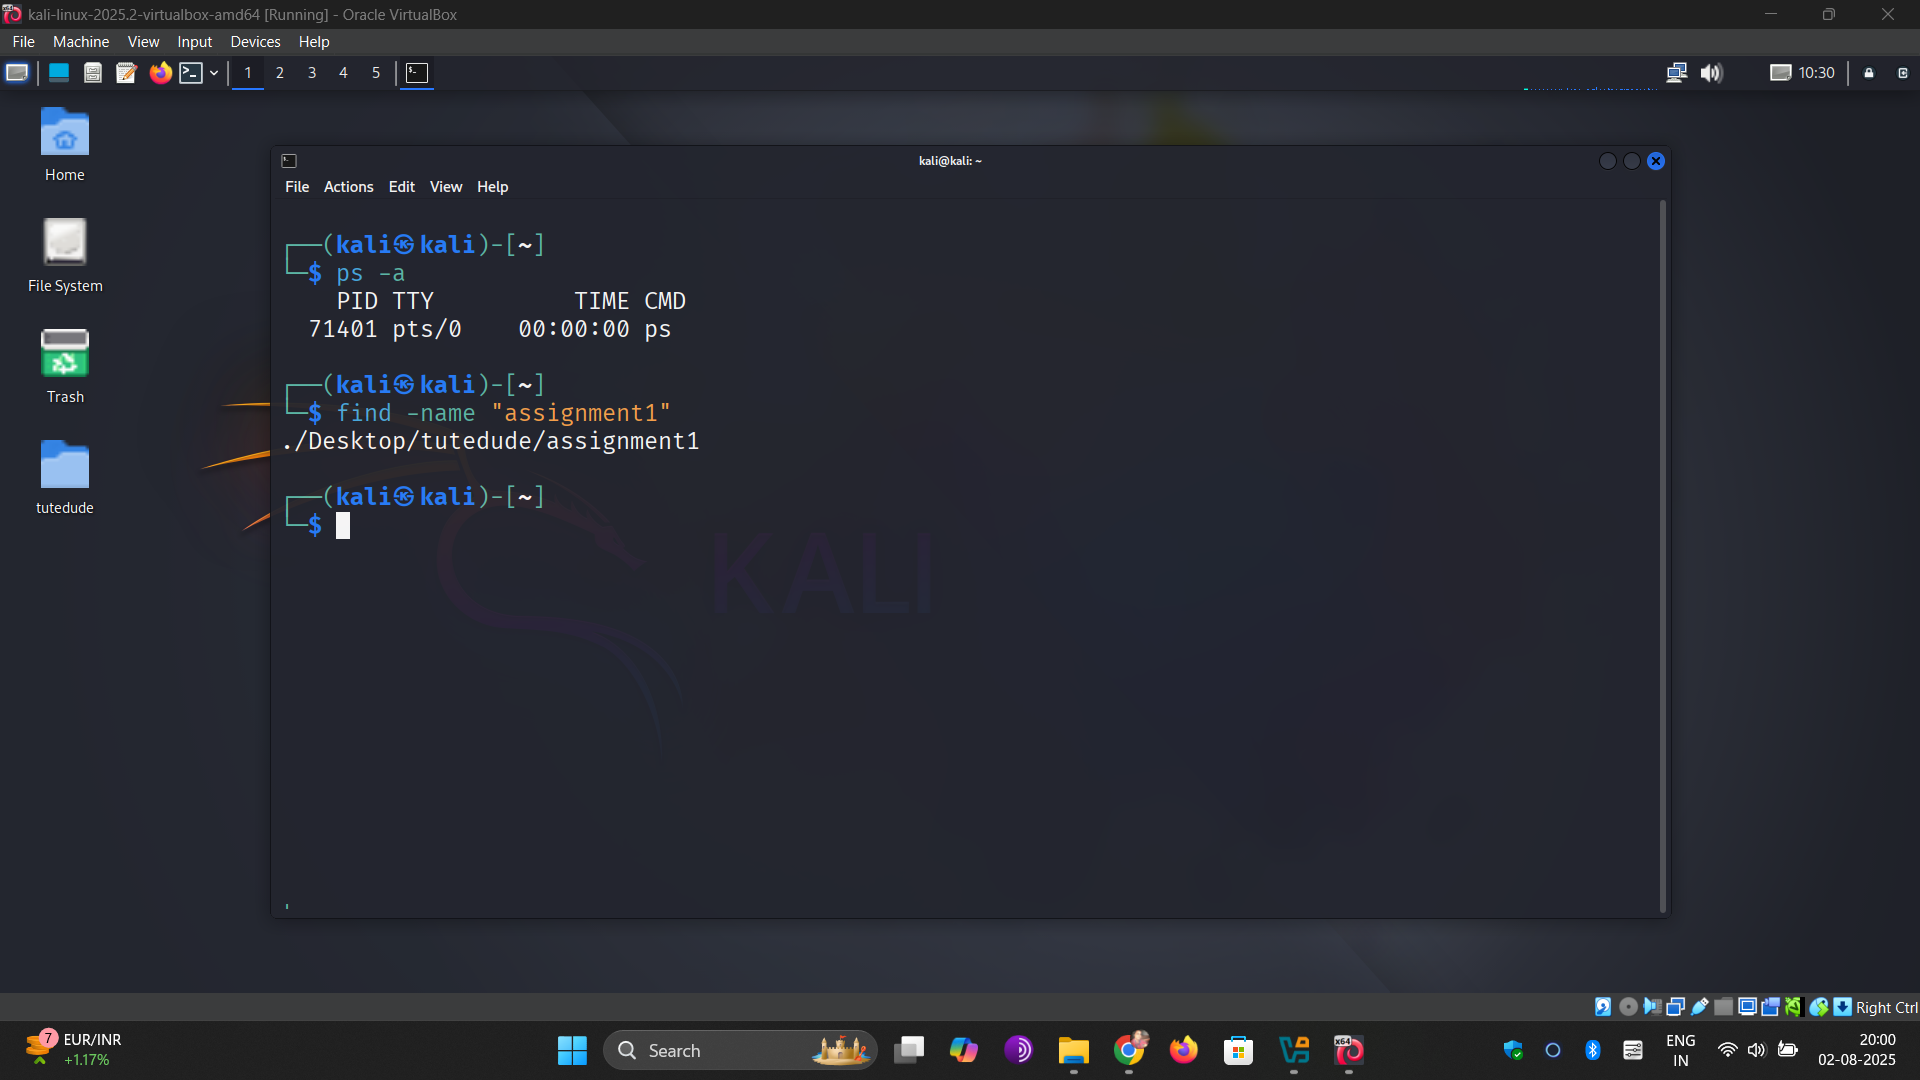 kali-linux-2025.2-virtualbox-amd64 [Running] - Oracle VirtualBox
File Machine View Input Devices Help
1 2 3 4 5
10:30
Home
File System
Trash
tutedude
kali@kali: ~
File Actions Edit View Help
┌──(kali㉿kali)-[~]
└─$ ps -a
PID TTY TIME CMD
71401 pts/0 00:00:00 ps
┌──(kali㉿kali)-[~]
└─$ find -name "assignment1"
./Desktop/tutedude/assignment1
┌──(kali㉿kali)-[~]
└─$
KALI
Right Ctrl
7
EUR/INR
+1.17%
Search
x64
ENG
IN
20:00
02-08-2025